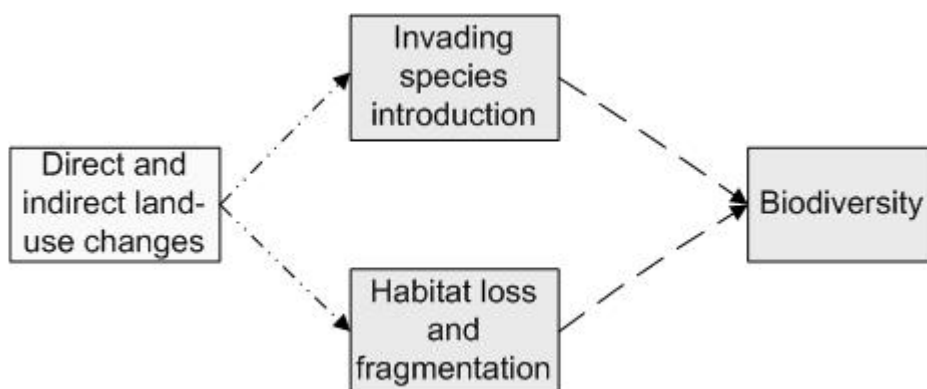 Invading
species
introduction
Direct and
indirect land-
use changes
Biodiversity
Habitat loss
and
fragmentation